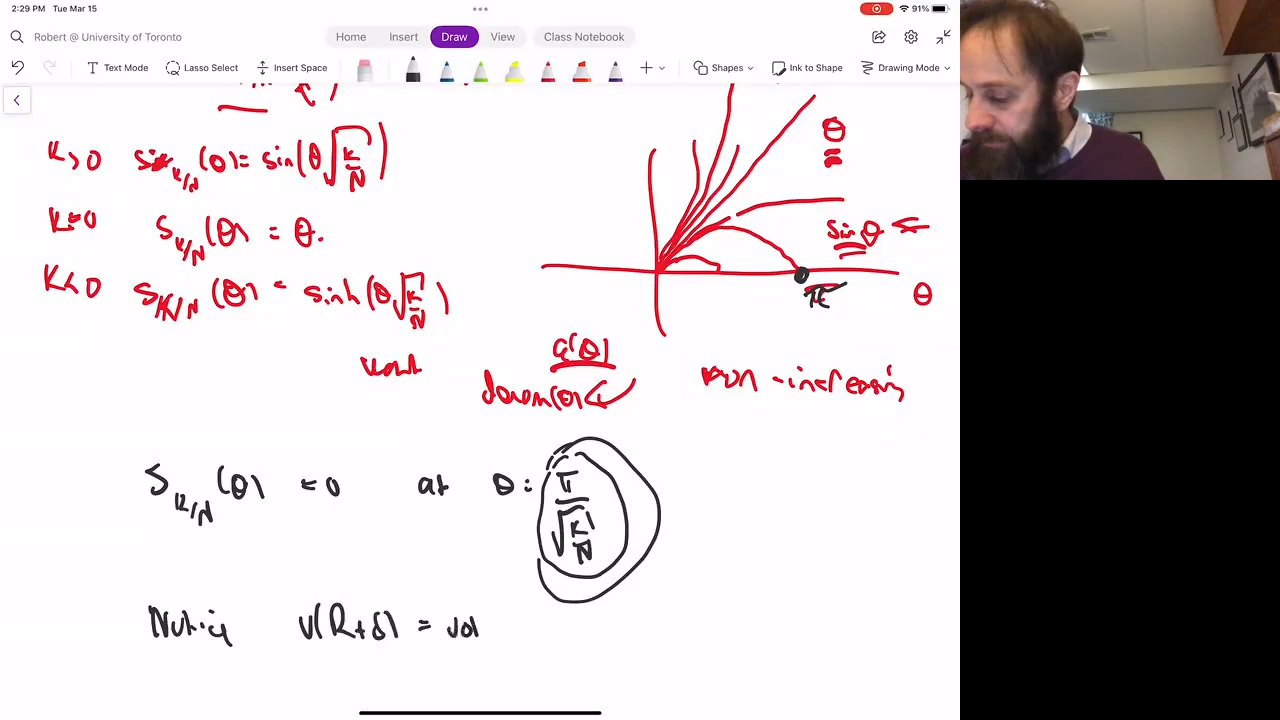 2:29 PM Tue Mar 15
91%
Robert @ University of Toronto
Home Insert Draw View Class Notebook
Text Mode Lasso Select Insert Space Shapes Ink to Shape Drawing Mode
K>0 sin_{K/N}(θ) = sin(θ√(K/N))
θ
K=0 S_{K/N}(θ) = θ.
sin θ
K<0 S_{K/N}(θ) = sinh(θ√(K/N))
π
θ
non-increasin
S_{K/N}(θ) = 0 at θ = π/√(K/N)
v(R+δ) = vol